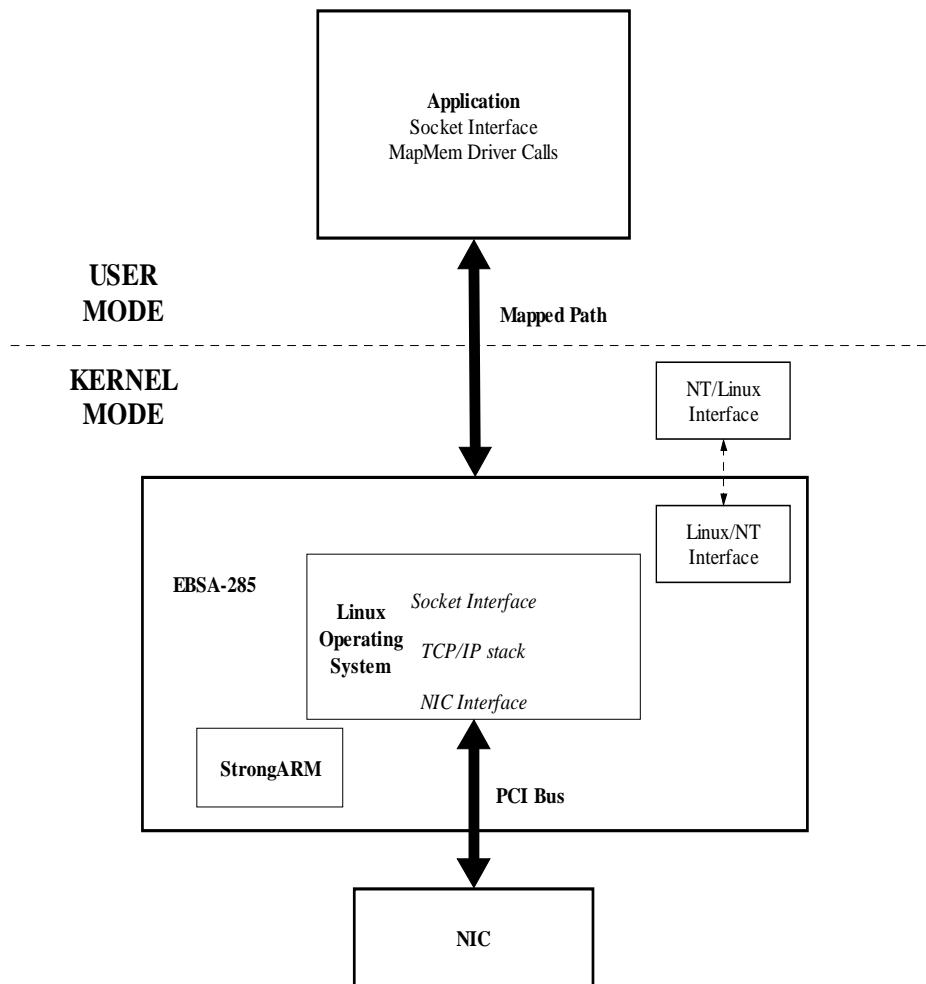 Application
Socket Interface
MapMem Driver Calls
USER
MODE
Mapped Path
KERNEL
MODE
NT/Linux
Interface
Linux/NT
Interface
EBSA-285
Linux
Operating
System
Socket Interface
TCP/IP stack
NIC Interface
StrongARM
PCI Bus
NIC